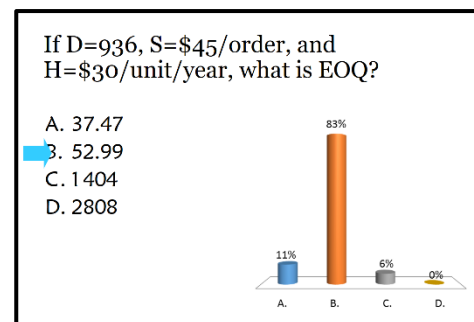 If D=936, S=$45/order, and
H=$30/unit/year, what is EOQ?
A. 37.47
B. 52.99
C. 1404
D. 2808
83%
11%
6%
0%
A. B. C. D.